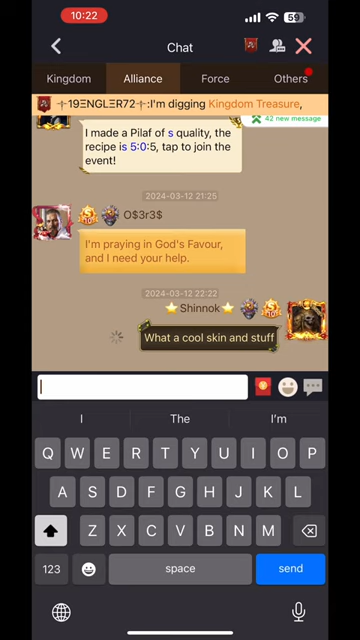 10:22
59
Chat
Kingdom Alliance Force Others
-¦-19ΞNGLΞR72-¦-:I'm digging Kingdom Treasure,
42 new message
I made a Pilaf of s quality, the
recipe is 5:0:5, tap to join the
event!
2024-03-12 21:25
O$3r3$
I'm praying in God's Favour,
and I need your help.
2024-03-12 22:22
⭐Shinnok⭐
What a cool skin and stuff
I The I'm
Q W E R T Y U I O P
A S D F G H J K L
Z X C V B N M
123 space send